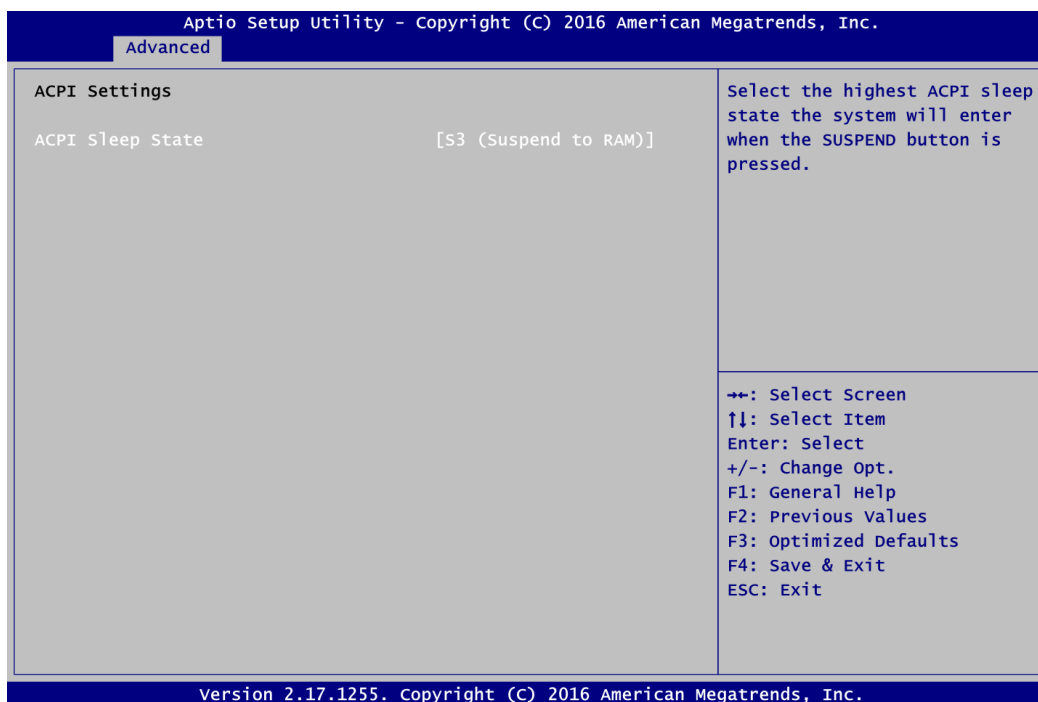 Aptio Setup Utility - Copyright (C) 2016 American Megatrends, Inc.
Advanced
ACPI Settings
ACPI Sleep State [S3 (Suspend to RAM)]
Select the highest ACPI sleep
state the system will enter
when the SUSPEND button is
pressed.
→←: Select Screen
↑↓: Select Item
Enter: Select
+/-: Change Opt.
F1: General Help
F2: Previous Values
F3: Optimized Defaults
F4: Save & Exit
ESC: Exit
Version 2.17.1255. Copyright (C) 2016 American Megatrends, Inc.